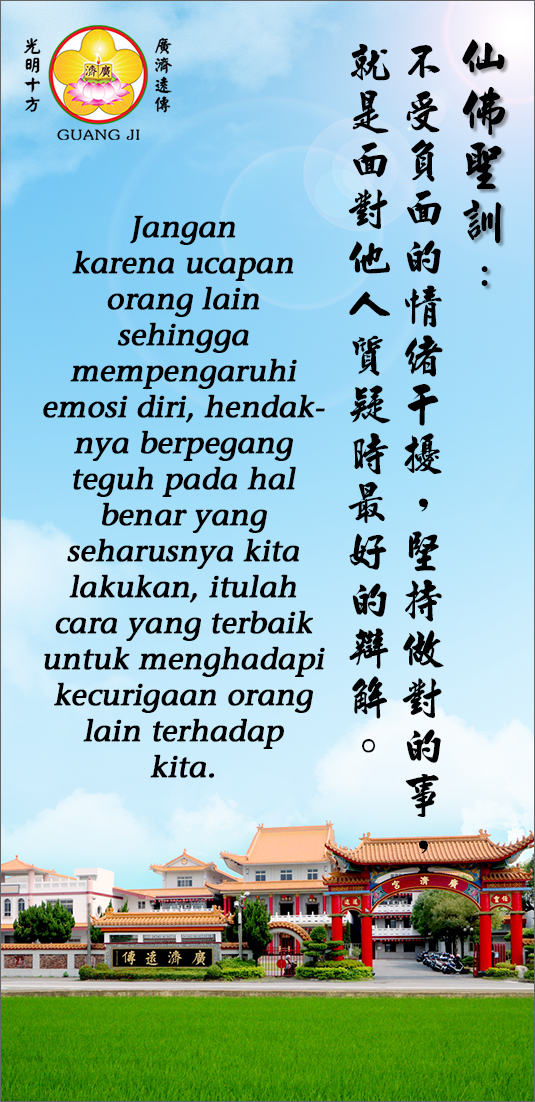 光明十方
廣濟
廣濟遠傳
GUANG JI
仙佛聖訓：
不受負面的情緒干擾，堅持做對的事，
就是面對他人質疑時最好的辯解。
Jangan
karena ucapan
orang lain
sehingga
mempengaruhi
emosi diri, hendak-
nya berpegang
teguh pada hal
benar yang
seharusnya kita
lakukan, itulah
cara yang terbaik
untuk menghadapi
kecurigaan orang
lain terhadap
kita.
廣濟宮
廣濟遠傳